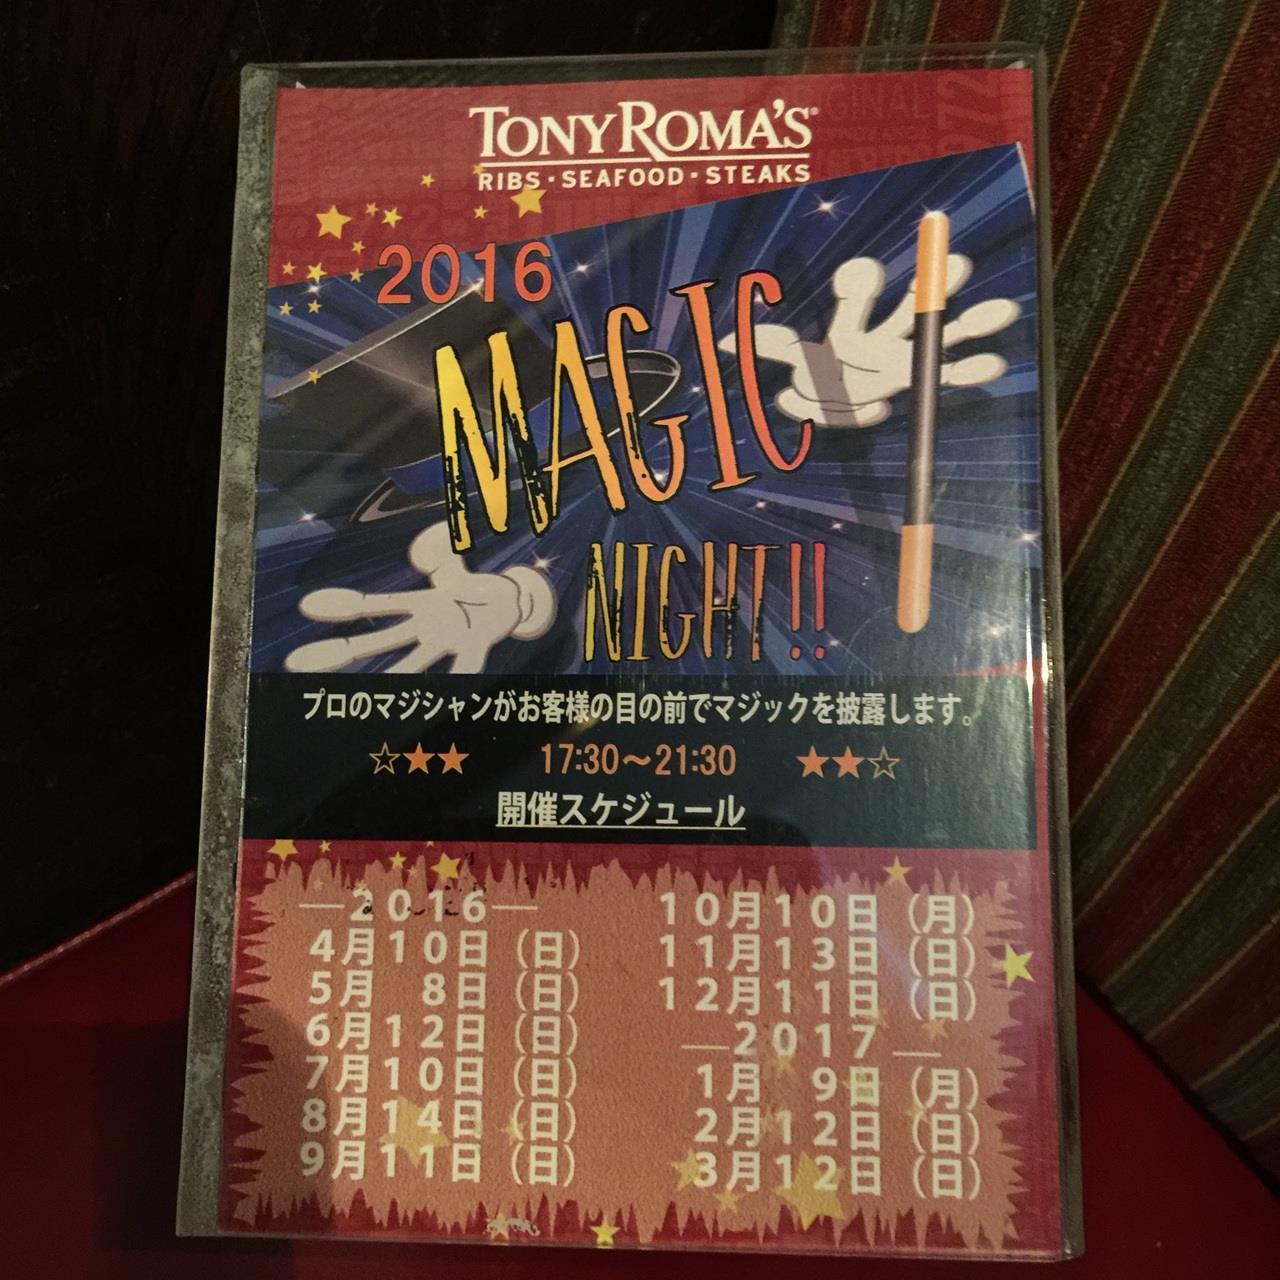 TONY ROMA'S®
RIBS · SEAFOOD · STEAKS
2016
MAGIC
NIGHT!!
プロのマジシャンがお客様の目の前でマジックを披露します。
☆★★ 17:30～21:30 ★★☆
開催スケジュール
―2016―
4月10日(日)
5月 8日(日)
6月12日(日)
7月10日(日)
8月14日(日)
9月11日(日)
10月10日(月)
11月13日(日)
12月11日(日)
―2017―
1月 9日(月)
2月12日(日)
3月12日(日)